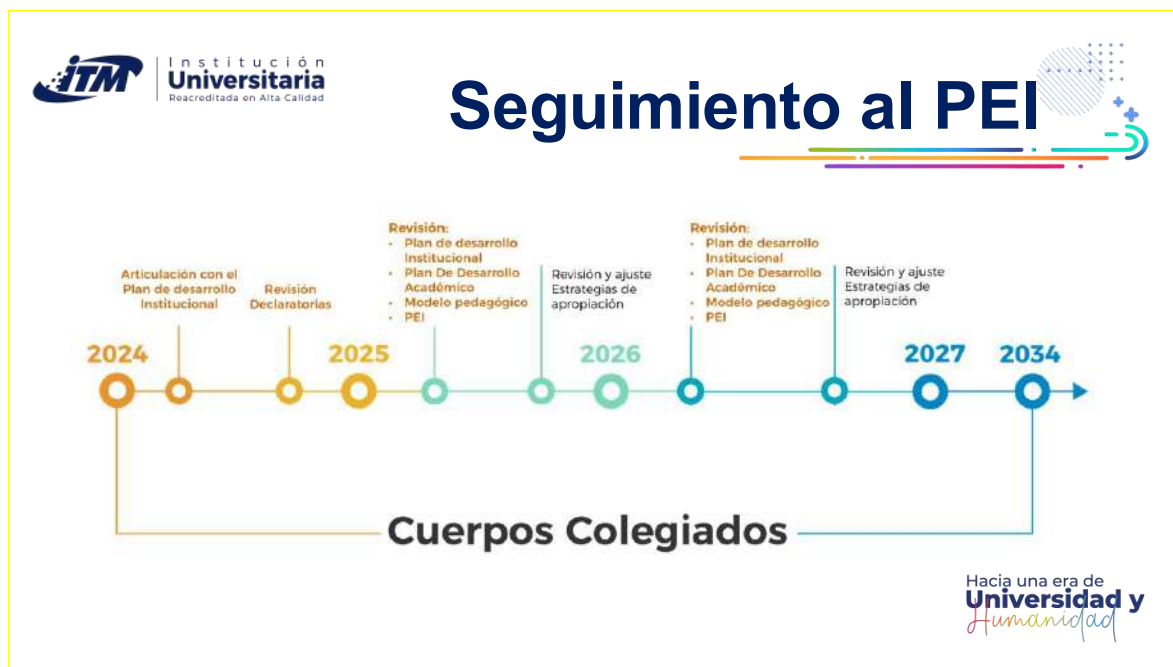 iTM
Institución
Universitaria
Reacreditada en Alta Calidad
Seguimiento al PEI
Articulación con el
Plan de desarrollo
Institucional
Revisión
Declaratorias
Revisión:
• Plan de desarrollo
Institucional
• Plan De Desarrollo
Académico
• Modelo pedagógico
• PEI
Revisión y ajuste
Estrategias de
apropiación
Revisión:
• Plan de desarrollo
Institucional
• Plan De Desarrollo
Académico
• Modelo pedagógico
• PEI
Revisión y ajuste
Estrategias de
apropiación
2024
2025
2026
2027
2034
Cuerpos Colegiados
Hacia una era de
Universidad y
Humanidad